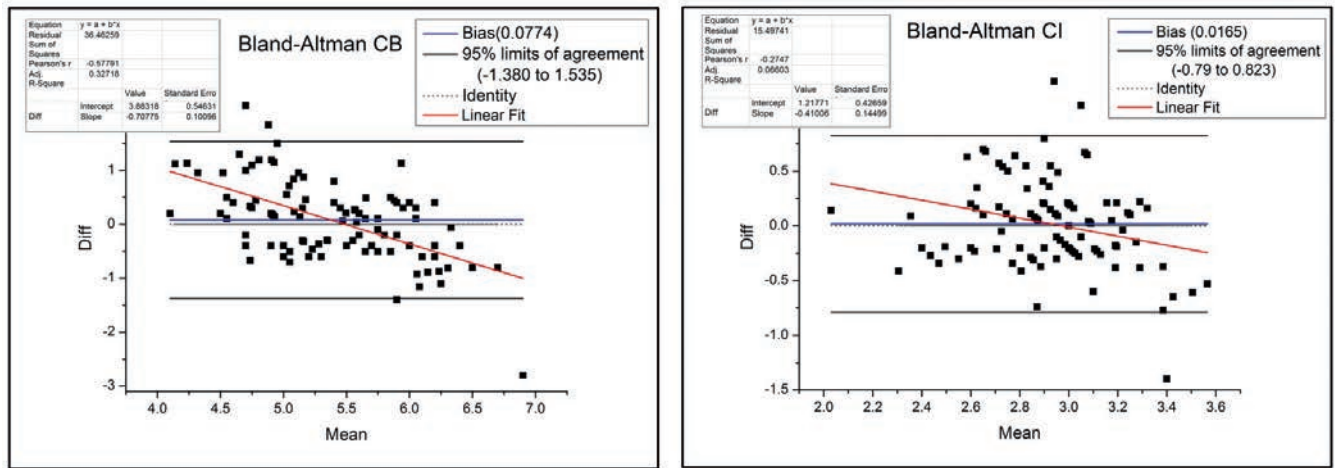 Equation y = a + b*x
Residual 36.46259
Sum of
Squares
Pearson's r -0.57791
Adj. 0.32718
R-Square
Value Standard Erro
Intercept 3.88318 0.54631
Diff Slope -0.70775 0.10096
Bland-Altman CB
Bias(0.0774)
95% limits of agreement
(-1.380 to 1.535)
Identity
Linear Fit
1
0
-1
-2
-3
Diff
4.0 4.5 5.0 5.5 6.0 6.5 7.0
Mean
Equation y = a + b*x
Residual 15.49741
Sum of
Squares
Pearson's r -0.2747
Adj. 0.06603
R-Square
Value Standard Erro
Intercept 1.21771 0.42659
Diff Slope -0.41006 0.14499
Bland-Altman CI
Bias (0.0165)
95% limits of agreement
(-0.79 to 0.823)
Identity
Linear Fit
0.5
0.0
-0.5
-1.0
-1.5
Diff
2.0 2.2 2.4 2.6 2.8 3.0 3.2 3.4 3.6
Mean